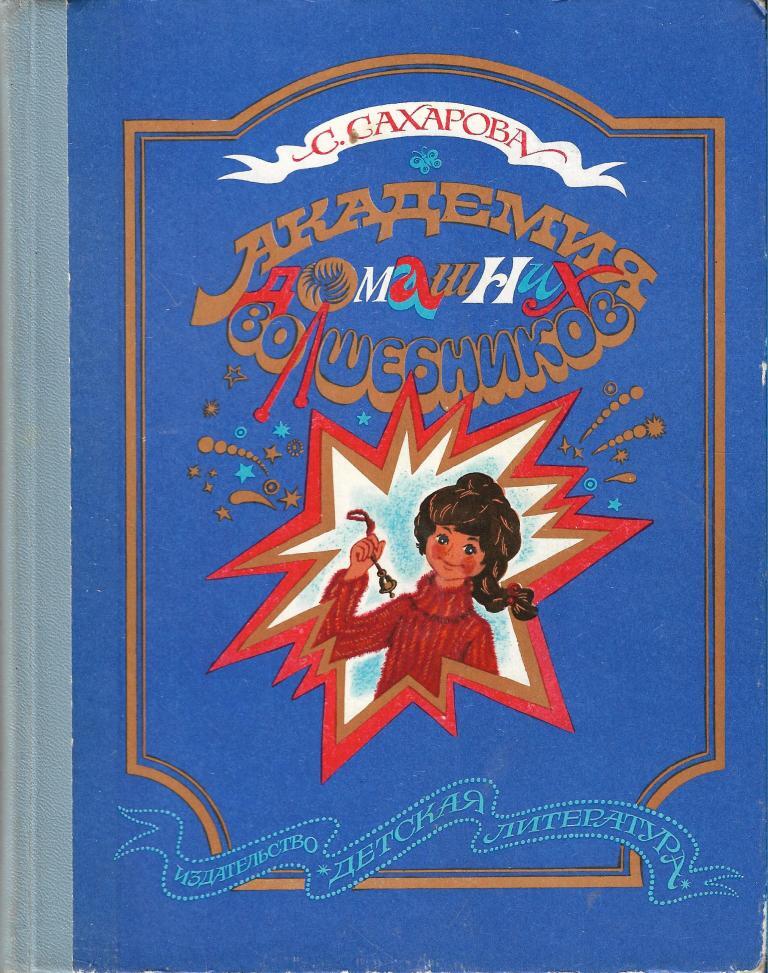 С. САХАРОВА
АКАДЕМИЯ
ДОМАШНИХ
ВОЛШЕБНИКОВ
ИЗДАТЕЛЬСТВО
*ДЕТСКАЯ ЛИТЕРАТУРА*